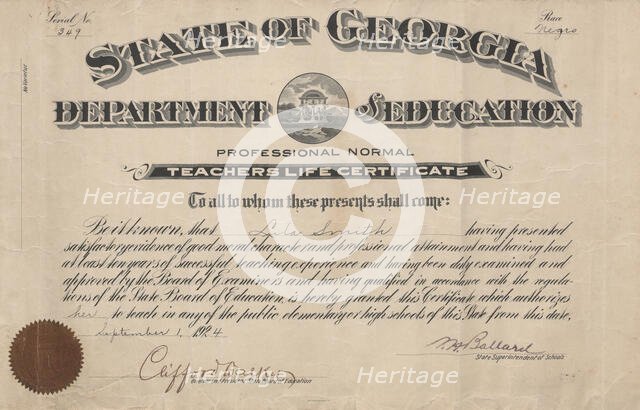 Serial No.
349
Race
Negro
No Varietur
STATE OF GEORGIA
DEPARTMENT OF EDUCATION
PROFESSIONAL NORMAL
TEACHERS LIFE CERTIFICATE
To all to whom these presents shall come:
Be it known, that Lula Smith having presented
satisfactory evidence of good moral character and professional attainment and having had
at least ten years of successful teaching experience and having been duly examined and
approved by the Board of Examiners and having qualified in accordance with the regula-
tions of the State Board of Education is hereby granted this Certificate which authorizes
her to teach in any of the public elementary or high schools of this State from this date,
September 1, 1924
M. L.
State Superintendent of Schools
Heritage
Heritage
Heritage
Heritage
Heritage
Heritage
Heritage
Heritage